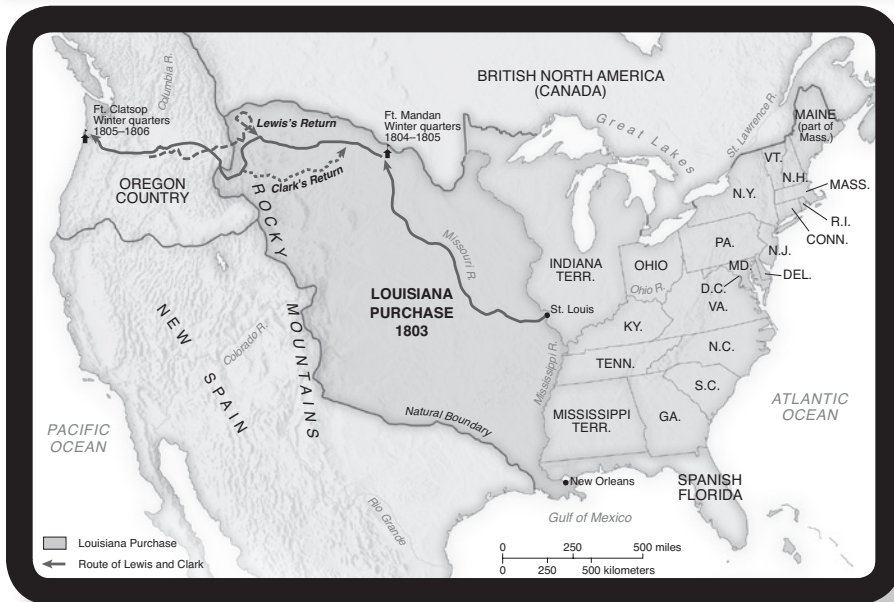 BRITISH NORTH AMERICA
(CANADA)
Columbia R.
Ft. Clatsop
Winter quarters
1805–1806
Lewis's Return
Ft. Mandan
Winter quarters
1804–1805
Great Lakes
St. Lawrence R.
MAINE
(part of
Mass.)
VT.
N.H.
MASS.
N.Y.
R.I.
CONN.
OREGON
COUNTRY
Clark's Return
ROCKY
MOUNTAINS
Missouri R.
INDIANA
TERR.
OHIO
PA.
N.J.
MD.
DEL.
D.C.
Ohio R.
VA.
LOUISIANA
PURCHASE
1803
St. Louis
KY.
NEW
SPAIN
Colorado R.
Mississippi R.
TENN.
N.C.
S.C.
Natural Boundary
MISSISSIPPI
TERR.
GA.
ATLANTIC
OCEAN
PACIFIC
OCEAN
New Orleans
SPANISH
FLORIDA
Rio Grande
Gulf of Mexico
Louisiana Purchase
Route of Lewis and Clark
0 250 500 miles
0 250 500 kilometers